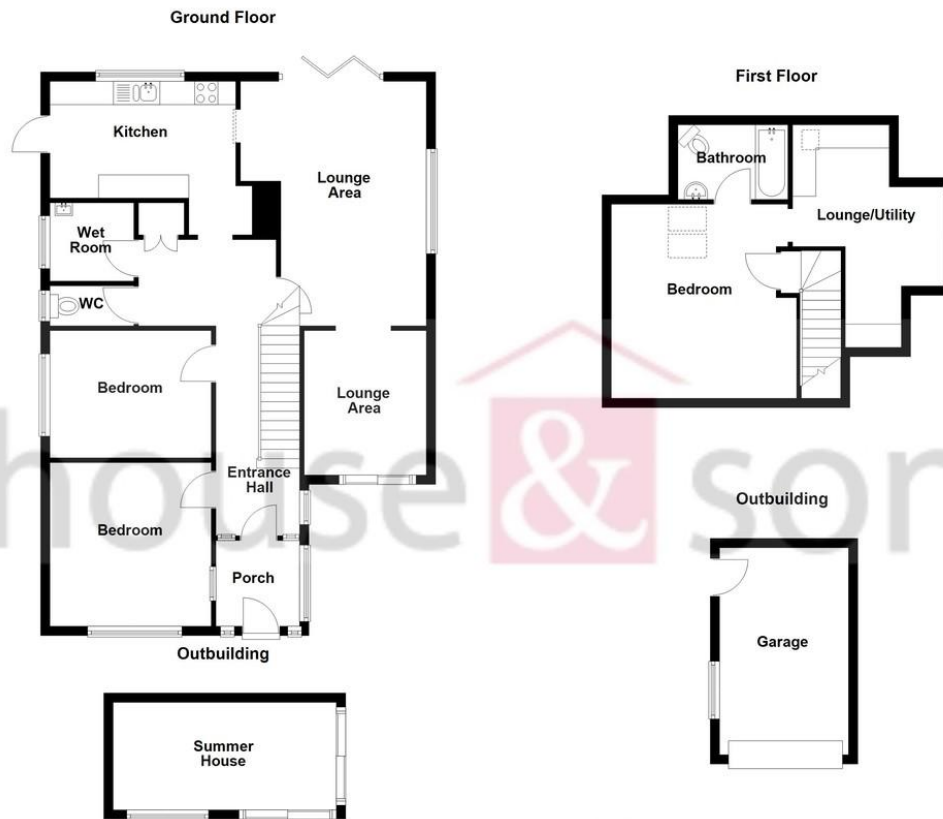 Ground Floor
Kitchen
Lounge
Area
Wet
Room
WC
Bedroom
Lounge
Area
Entrance
Hall
Bedroom
Porch
First Floor
Bathroom
Lounge/Utility
Bedroom
house & son
Outbuilding
Garage
Outbuilding
Summer
House